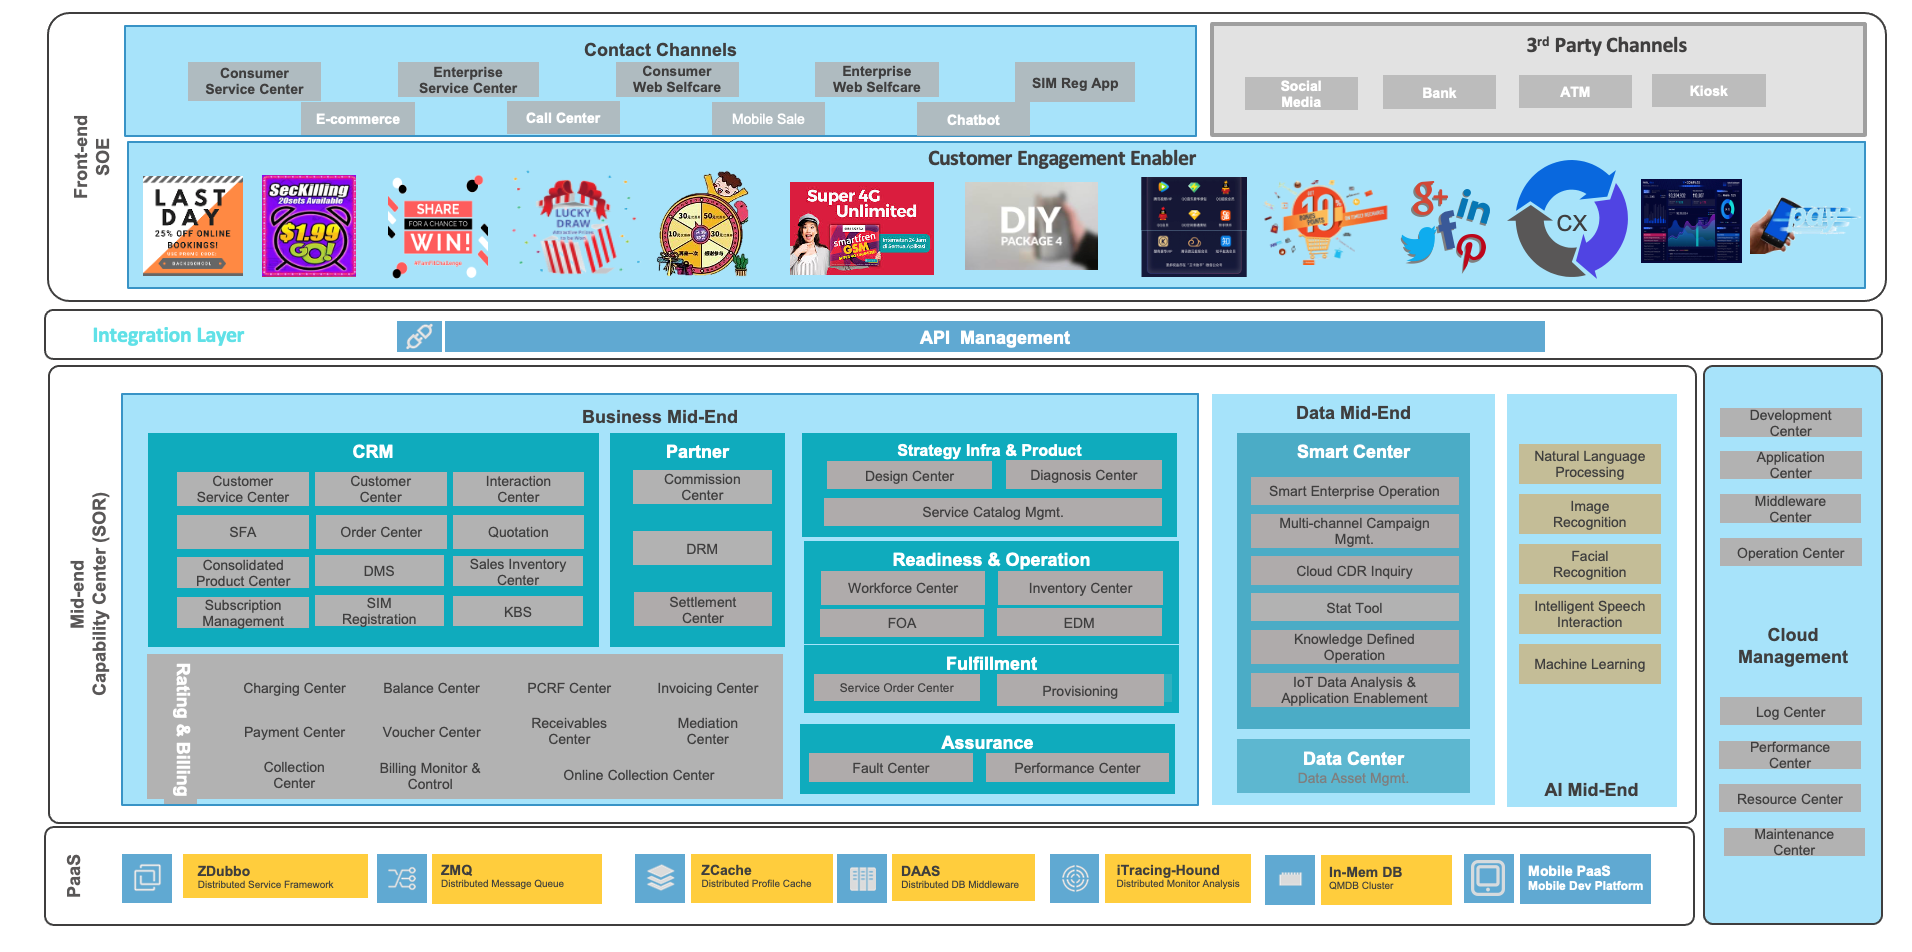 Front-end
SOE
Contact Channels
Consumer
Service Center
Enterprise
Service Center
Consumer
Web Selfcare
Enterprise
Web Selfcare
SIM Reg App
E-commerce
Call Center
Mobile Sale
Chatbot
3rd Party Channels
Social
Media
Bank
ATM
Kiosk
Customer Engagement Enabler
LAST
DAY
25% OFF ONLINE
BOOKINGS!
SecKilling
20sets Available
$1.99
GO!
SHARE
FOR A CHANCE TO
WIN!
LUCKY
DRAW
Super 4G
Unlimited
smartfren
GSM
DIY
PACKAGE 4
10
CX
pay
Integration Layer
API Management
Mid-end
Capability Center (SOR)
Business Mid-End
CRM
Customer
Service Center
Customer
Center
Interaction
Center
SFA
Order Center
Quotation
Consolidated
Product Center
DMS
Sales Inventory
Center
Subscription
Management
SIM
Registration
KBS
Partner
Commission
Center
DRM
Settlement
Center
Strategy Infra & Product
Design Center
Diagnosis Center
Service Catalog Mgmt.
Readiness & Operation
Workforce Center
Inventory Center
FOA
EDM
Fulfillment
Service Order Center
Provisioning
Assurance
Fault Center
Performance Center
Rating & Billing
Charging Center
Balance Center
PCRF Center
Invoicing Center
Payment Center
Voucher Center
Receivables
Center
Mediation
Center
Collection
Center
Billing Monitor &
Control
Online Collection Center
Data Mid-End
Smart Center
Smart Enterprise Operation
Multi-channel Campaign
Mgmt.
Cloud CDR Inquiry
Stat Tool
Knowledge Defined
Operation
IoT Data Analysis &
Application Enablement
Data Center
Data Asset Mgmt.
Natural Language
Processing
Image
Recognition
Facial
Recognition
Intelligent Speech
Interaction
Machine Learning
AI Mid-End
Development
Center
Application
Center
Middleware
Center
Operation Center
Cloud
Management
Log Center
Performance
Center
Resource Center
Maintenance
Center
PaaS
ZDubbo
Distributed Service Framework
ZMQ
Distributed Message Queue
ZCache
Distributed Profile Cache
DAAS
Distributed DB Middleware
iTracing-Hound
Distributed Monitor Analysis
In-Mem DB
QMDB Cluster
Mobile PaaS
Mobile Dev Platform